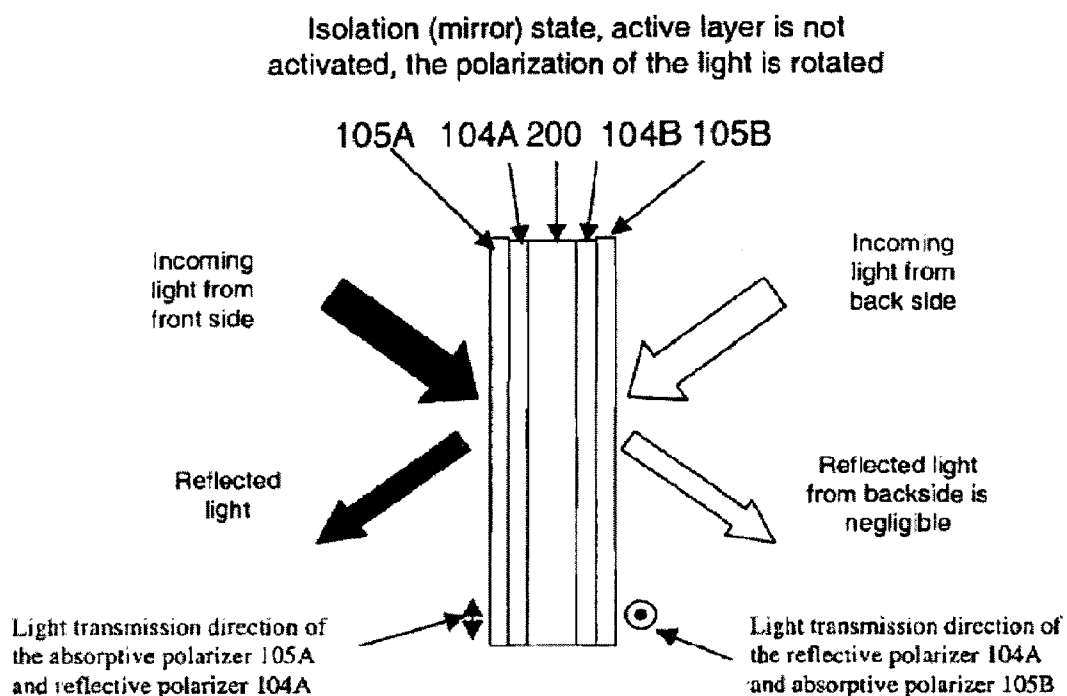 Isolation (mirror) state, active layer is not
activated, the polarization of the light is rotated
105A 104A 200 104B 105B
Incoming
light from
front side
Incoming
light from
back side
Reflected
light
Reflected light
from backside is
negligible
Light transmission direction of
the absorptive polarizer 105A
and reflective polarizer 104A
Light transmission direction of
the reflective polarizer 104A
and absorptive polarizer 105B